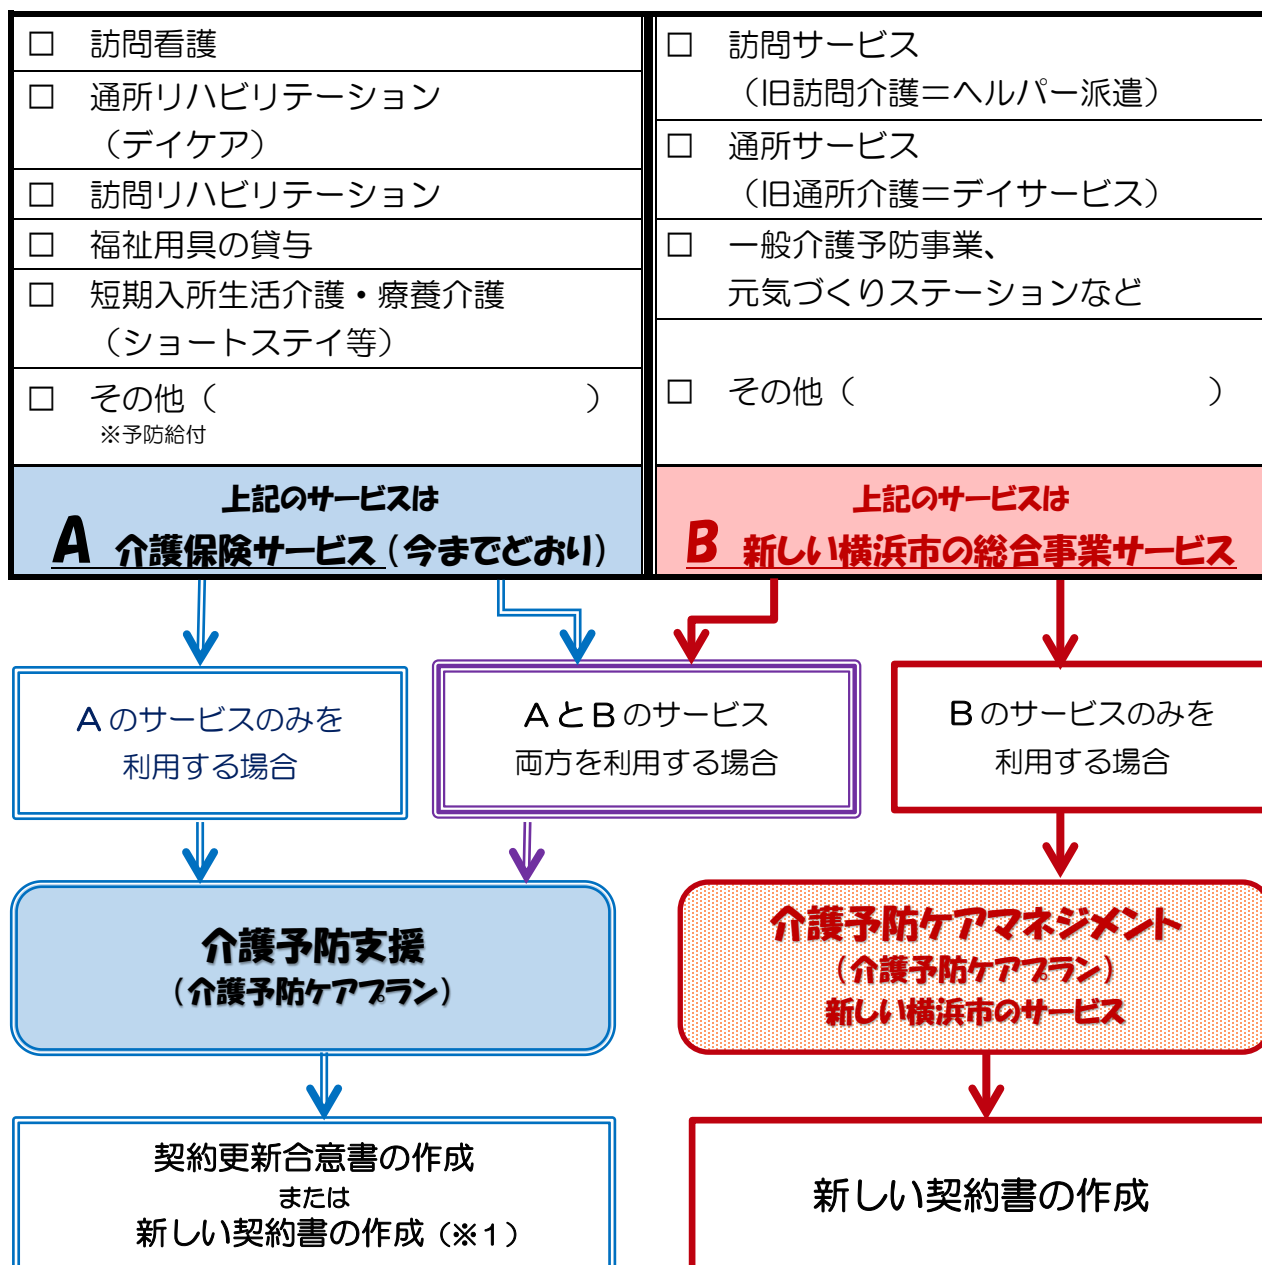 □ 訪問看護
□ 通所リハビリテーション
（デイケア）
□ 訪問リハビリテーション
□ 福祉用具の貸与
□ 短期入所生活介護・療養介護
（ショートステイ等）
□ その他（　　　　　　　　　　　）
※予防給付
上記のサービスは
A 介護保険サービス（今までどおり）
□ 訪問サービス
（旧訪問介護＝ヘルパー派遣）
□ 通所サービス
（旧通所介護＝デイサービス）
□ 一般介護予防事業、
元気づくりステーションなど
□ その他（　　　　　　　　　　　）
上記のサービスは
B 新しい横浜市の総合事業サービス
Aのサービスのみを
利用する場合
AとBのサービス
両方を利用する場合
Bのサービスのみを
利用する場合
介護予防支援
（介護予防ケアプラン）
介護予防ケアマネジメント
（介護予防ケアプラン）
新しい横浜市のサービス
契約更新合意書の作成
または
新しい契約書の作成（※1）
新しい契約書の作成